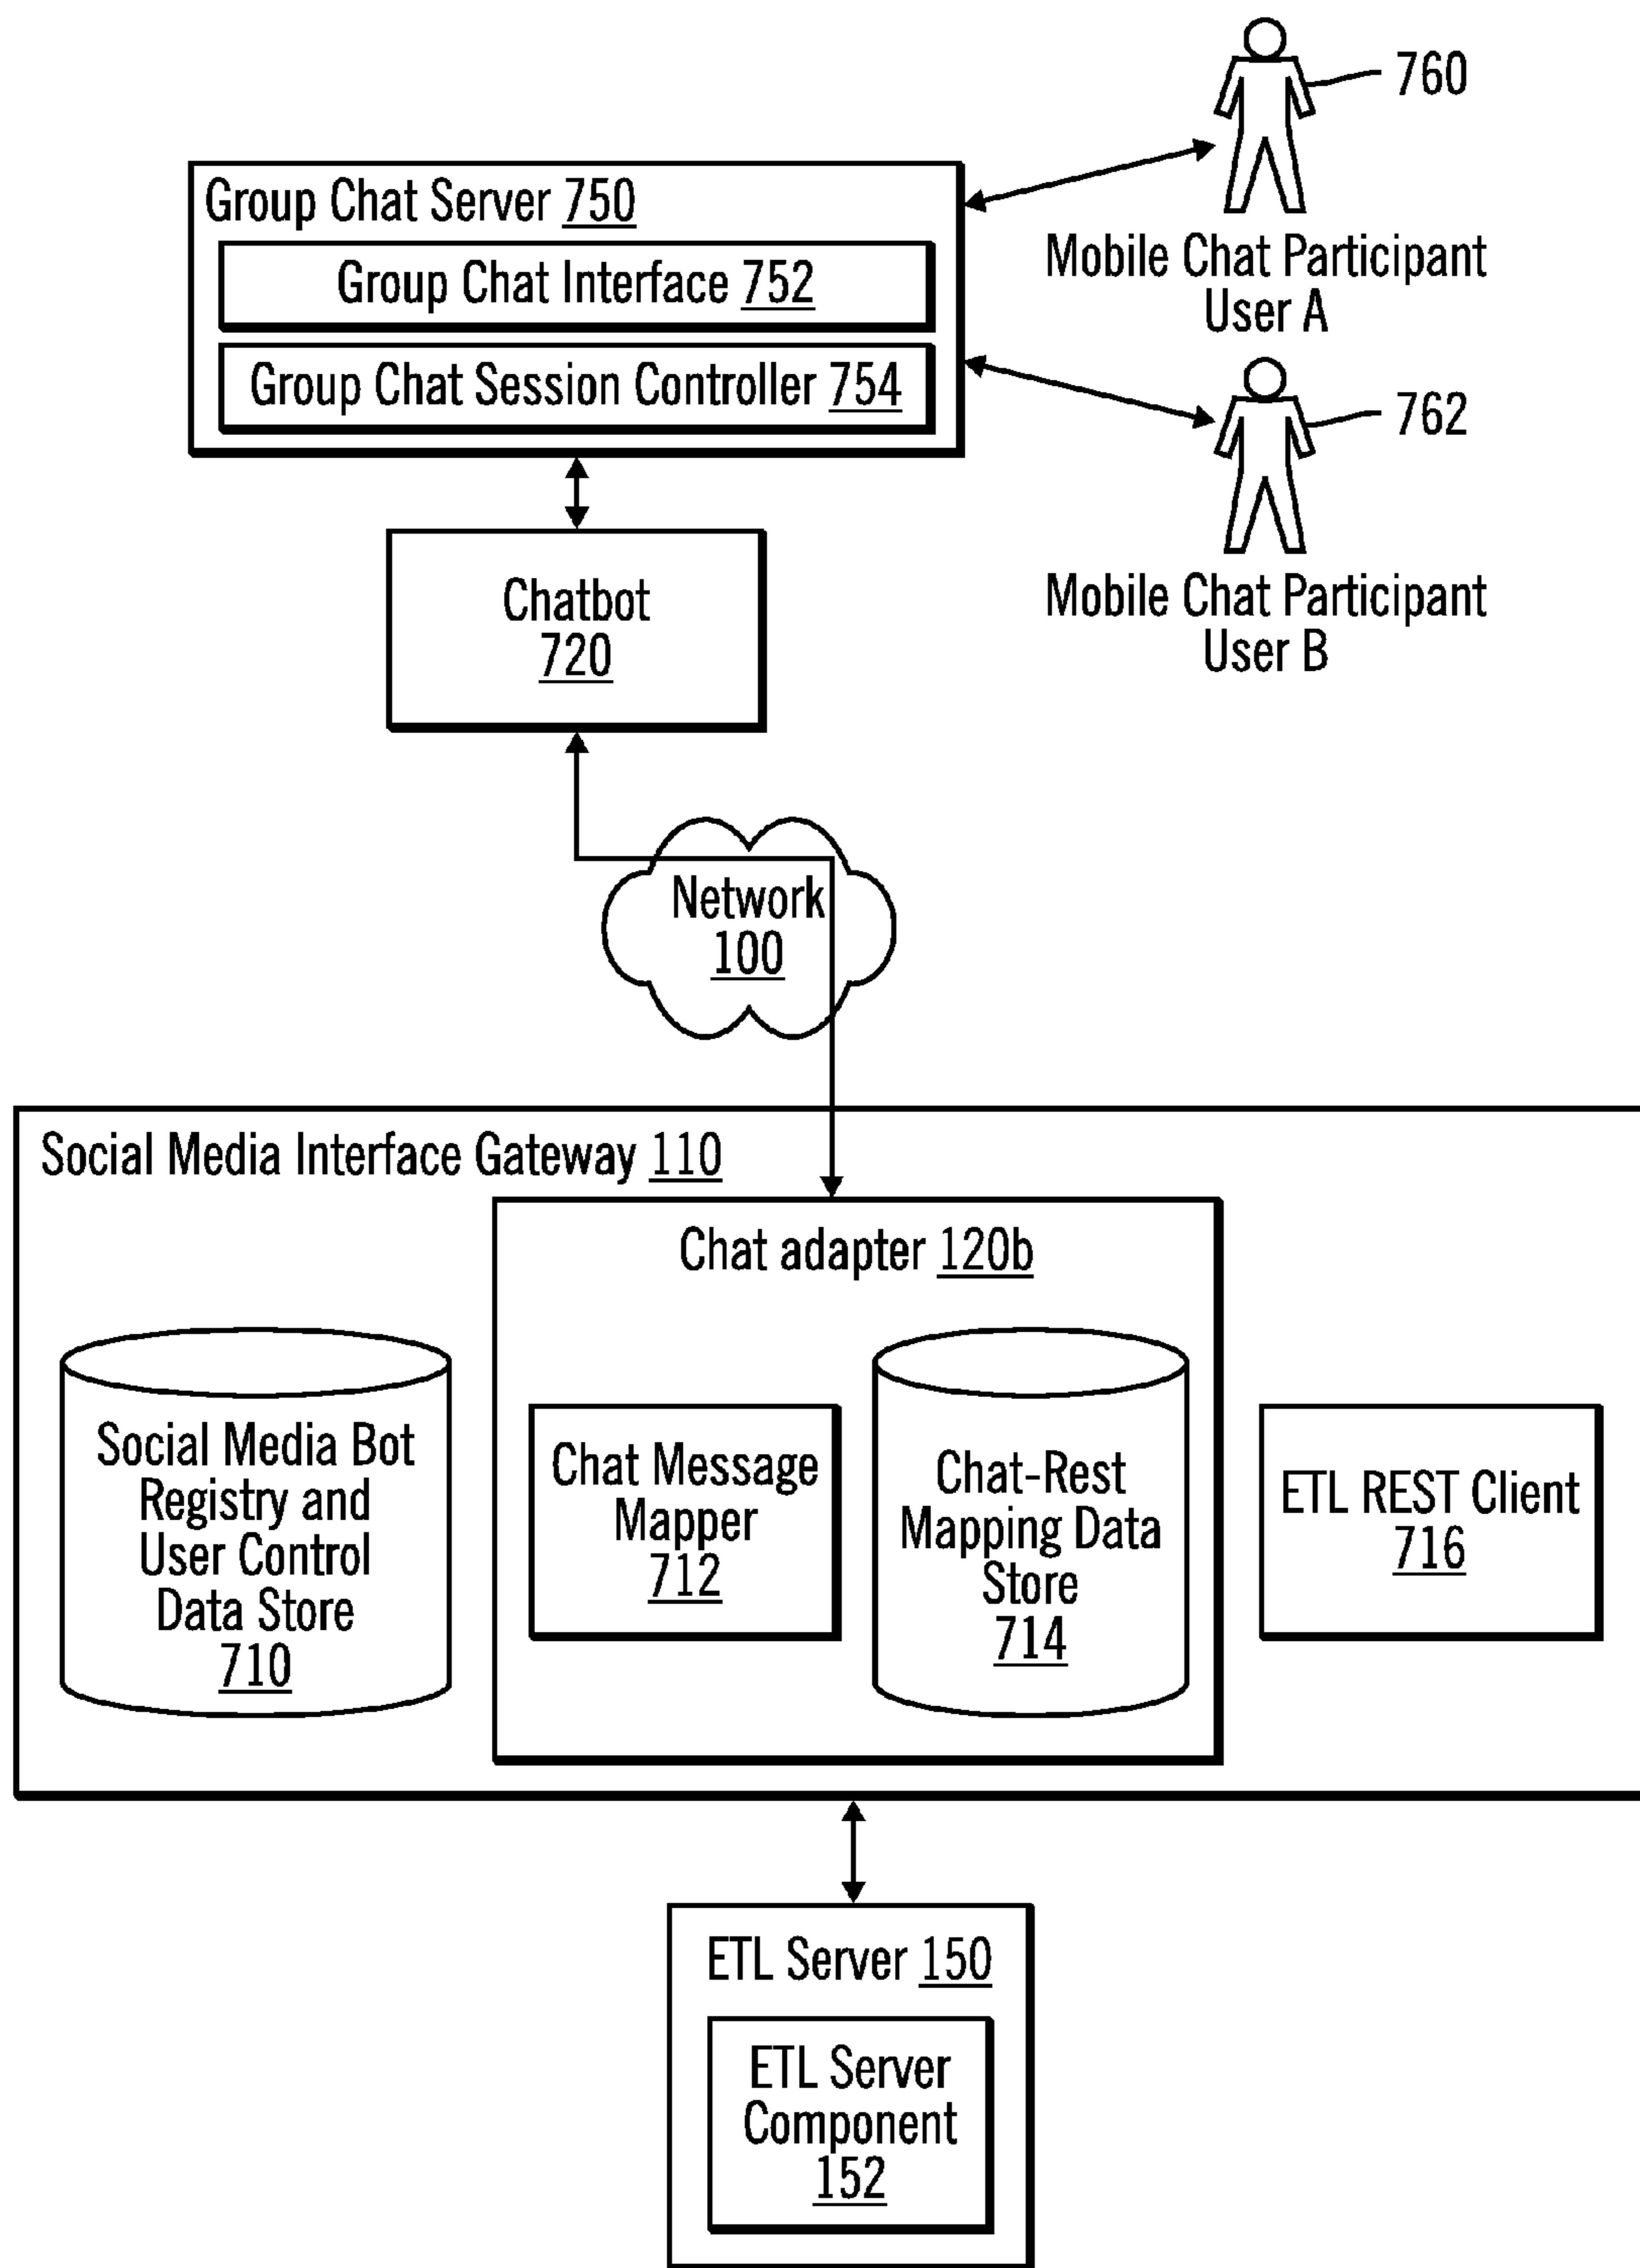 760
Group Chat Server 750
Group Chat Interface 752
Group Chat Session Controller 754
Mobile Chat Participant
User A
762
Mobile Chat Participant
User B
Chatbot
720
Network
100
Social Media Interface Gateway 110
Chat adapter 120b
Social Media Bot
Registry and
User Control
Data Store
710
Chat Message
Mapper
712
Chat-Rest
Mapping Data
Store
714
ETL REST Client
716
ETL Server 150
ETL Server
Component
152